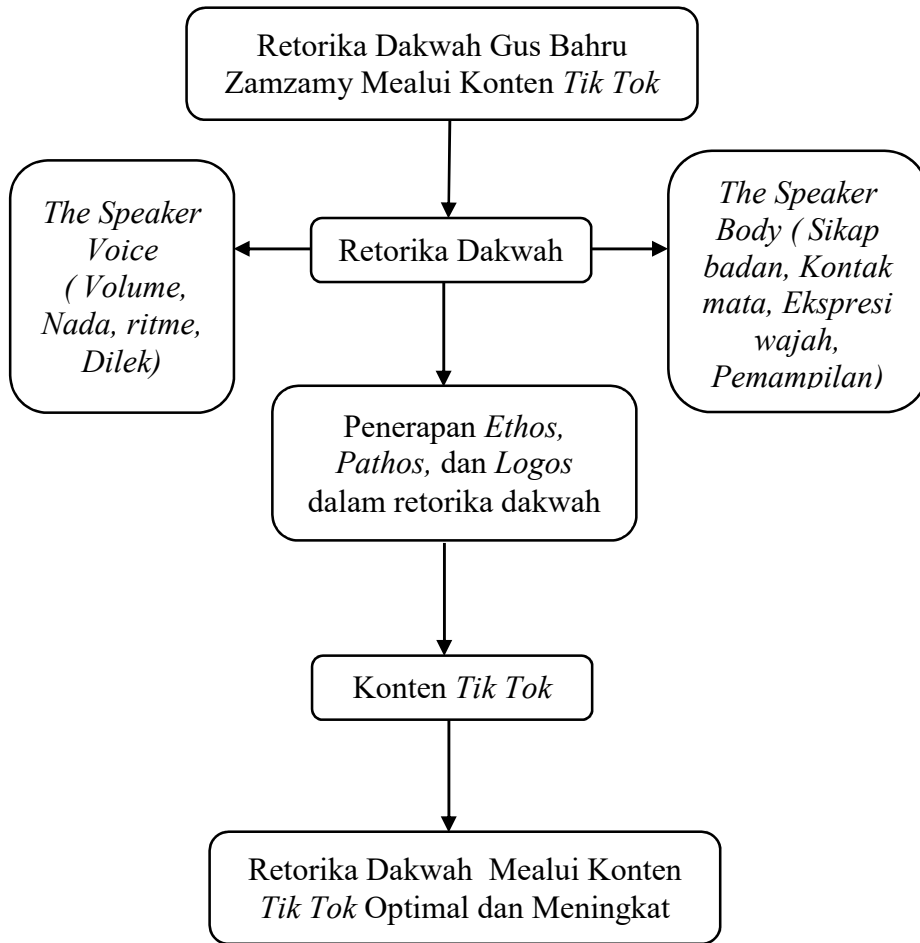 Retorika Dakwah Gus Bahru
Zamzamy Mealui Konten Tik Tok
The Speaker
Voice
( Volume,
Nada, ritme,
Dilek)
Retorika Dakwah
The Speaker
Body ( Sikap
badan, Kontak
mata, Ekspresi
wajah,
Pemampilan)
Penerapan Ethos,
Pathos, dan Logos
dalam retorika dakwah
Konten Tik Tok
Retorika Dakwah Mealui Konten
Tik Tok Optimal dan Meningkat